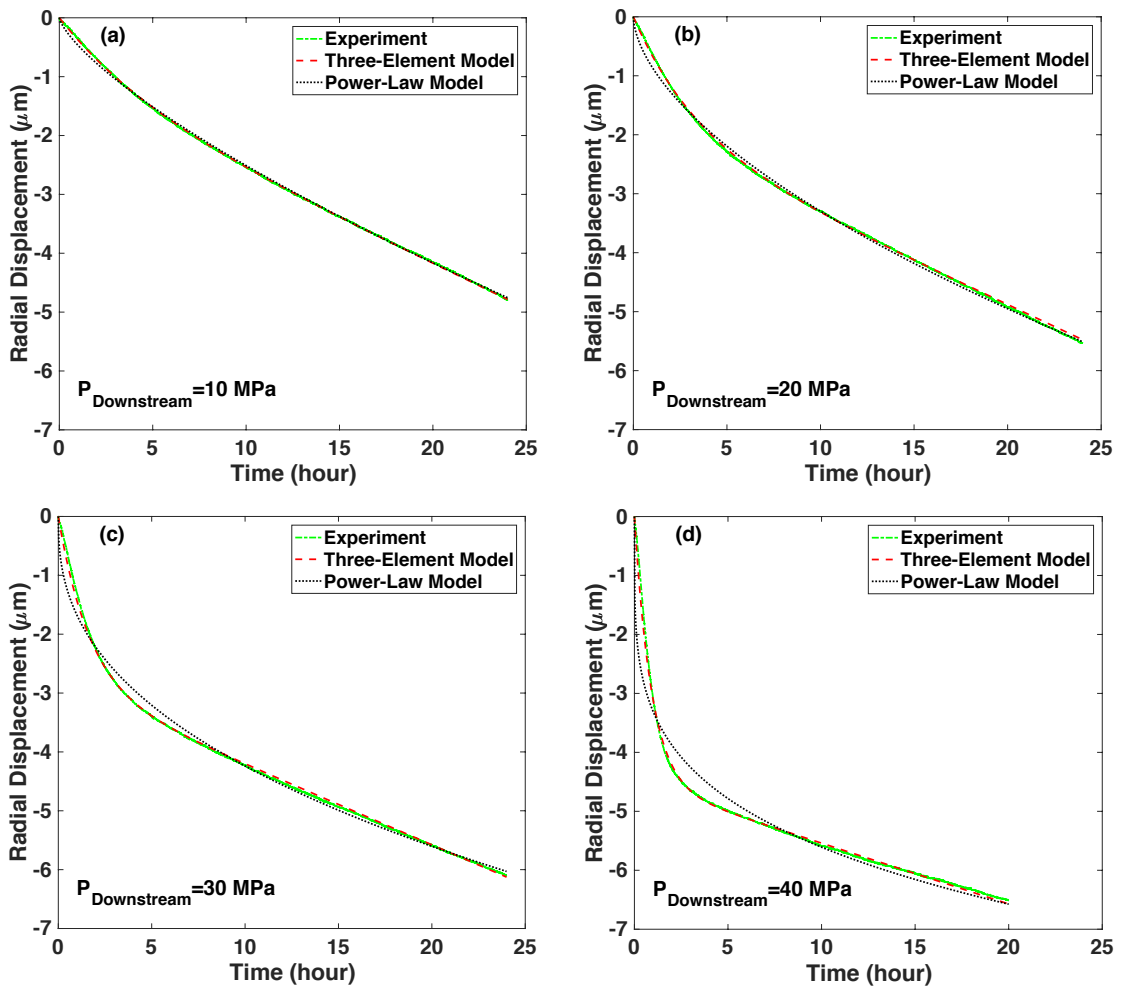 (a)
Experiment
Three-Element Model
Power-Law Model
0
-1
-2
-3
-4
-5
-6
-7
Radial Displacement (μm)
P_Downstream=10 MPa
0 5 10 15 20 25
Time (hour)
(b)
Experiment
Three-Element Model
Power-Law Model
0
-1
-2
-3
-4
-5
-6
-7
Radial Displacement (μm)
P_Downstream=20 MPa
0 5 10 15 20 25
Time (hour)
(c)
Experiment
Three-Element Model
Power-Law Model
0
-1
-2
-3
-4
-5
-6
-7
Radial Displacement (μm)
P_Downstream=30 MPa
0 5 10 15 20 25
Time (hour)
(d)
Experiment
Three-Element Model
Power-Law Model
0
-1
-2
-3
-4
-5
-6
-7
Radial Displacement (μm)
P_Downstream=40 MPa
0 5 10 15 20 25
Time (hour)